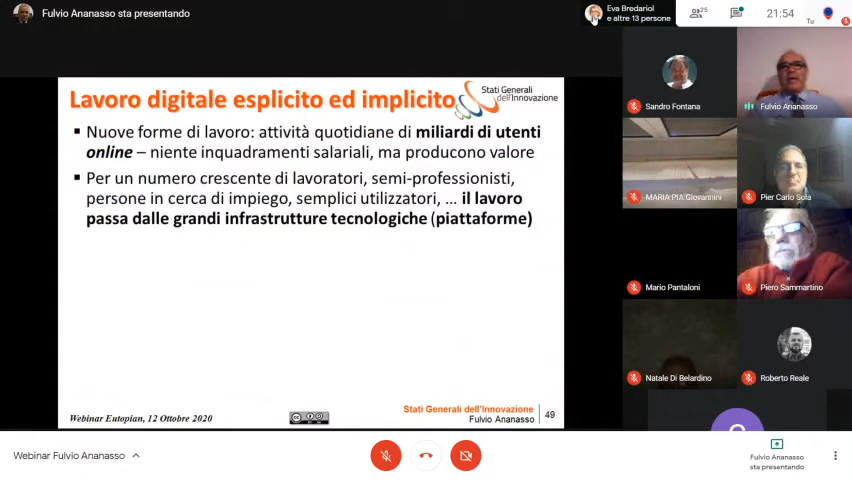 Fulvio Ananasso sta presentando
Eva Bredariol
e altre 13 persone
25
21:54
Tu
Lavoro digitale esplicito ed implicito
Stati Generali
dell'Innovazione
▪ Nuove forme di lavoro: attività quotidiane di miliardi di utenti
online – niente inquadramenti salariali, ma producono valore
▪ Per un numero crescente di lavoratori, semi-professionisti,
persone in cerca di impiego, semplici utilizzatori, … il lavoro
passa dalle grandi infrastrutture tecnologiche (piattaforme)
Webinar Eutopian, 12 Ottobre 2020
cc
Stati Generali dell'Innovazione
Fulvio Ananasso
49
Sandro Fontana
Fulvio Ananasso
MARIA PIA Giovannini
Pier Carlo Sola
Mario Pantaloni
Piero Sammartino
Natale Di Belardino
Roberto Reale
Webinar Fulvio Ananasso
Fulvio Ananasso
sta presentando